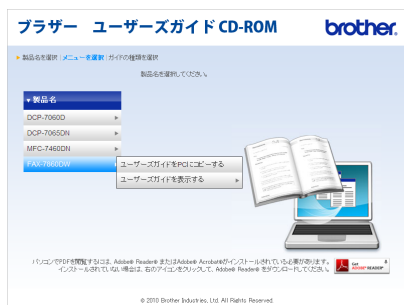 ブラザー ユーザーズガイド CD-ROM
brother
製品名を選択 | メニューを選択 | ガイドの種類を選択
製品名を選択してください。
▼製品名
DCP-7060D
DCP-7065DN
MFC-7460DN
FAX-7860DW
ユーザーズガイドをPCにコピーする
ユーザーズガイドを表示する
パソコンでPDFを閲覧するには、Adobe® Reader® またはAdobe® Acrobat®がインストールされている必要があります。
インストールされていない場合は、右のアイコンをクリックして、Adobe® Reader® をダウンロードしてください。
Get
ADOBE® READER®
© 2010 Brother Industries, Ltd. All Rights Reserved.